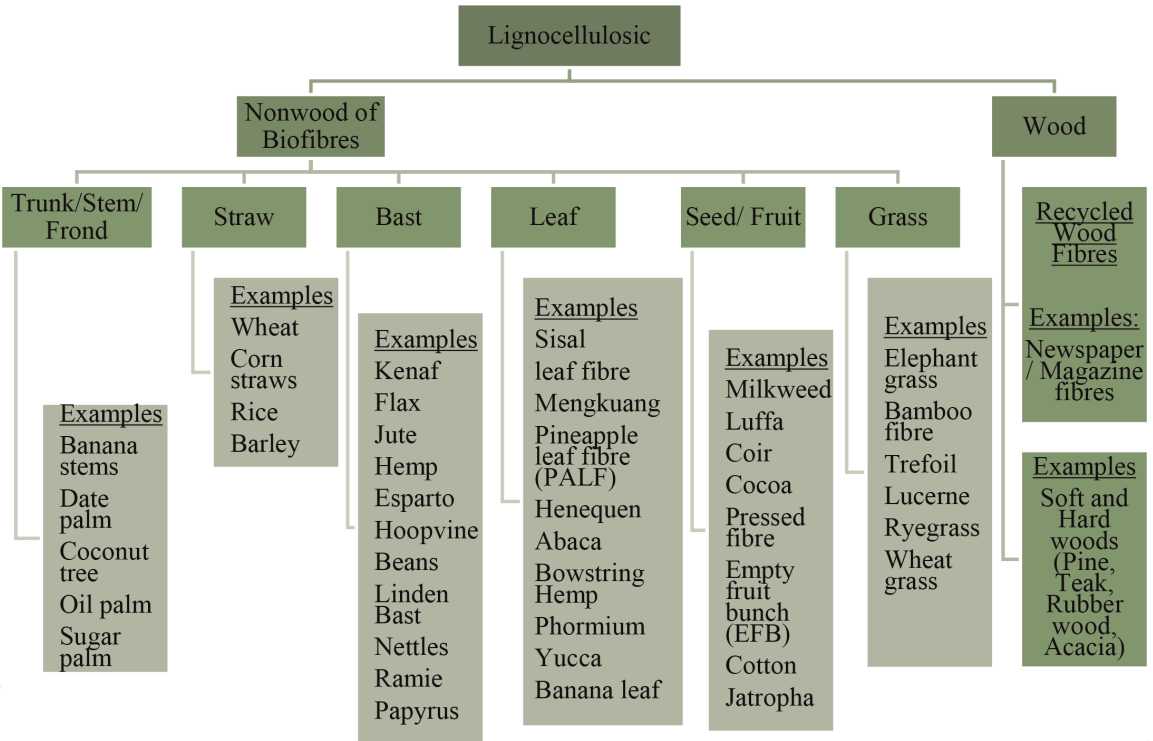 Lignocellulosic
Nonwood of
Biofibres
Wood
Trunk/Stem/
Frond
Straw
Bast
Leaf
Seed/ Fruit
Grass
Examples
Banana
stems
Date
palm
Coconut
tree
Oil palm
Sugar
palm
Examples
Wheat
Corn
straws
Rice
Barley
Examples
Kenaf
Flax
Jute
Hemp
Esparto
Hoopvine
Beans
Linden
Bast
Nettles
Ramie
Papyrus
Examples
Sisal
leaf fibre
Mengkuang
Pineapple
leaf fibre
(PALF)
Henequen
Abaca
Bowstring
Hemp
Phormium
Yucca
Banana leaf
Examples
Milkweed
Luffa
Coir
Cocoa
Pressed
fibre
Empty
fruit
bunch
(EFB)
Cotton
Jatropha
Examples
Elephant
grass
Bamboo
fibre
Trefoil
Lucerne
Ryegrass
Wheat
grass
Recycled
Wood
Fibres
Examples:
Newspaper
/ Magazine
fibres
Examples
Soft and
Hard
woods
(Pine,
Teak,
Rubber
wood,
Acacia)